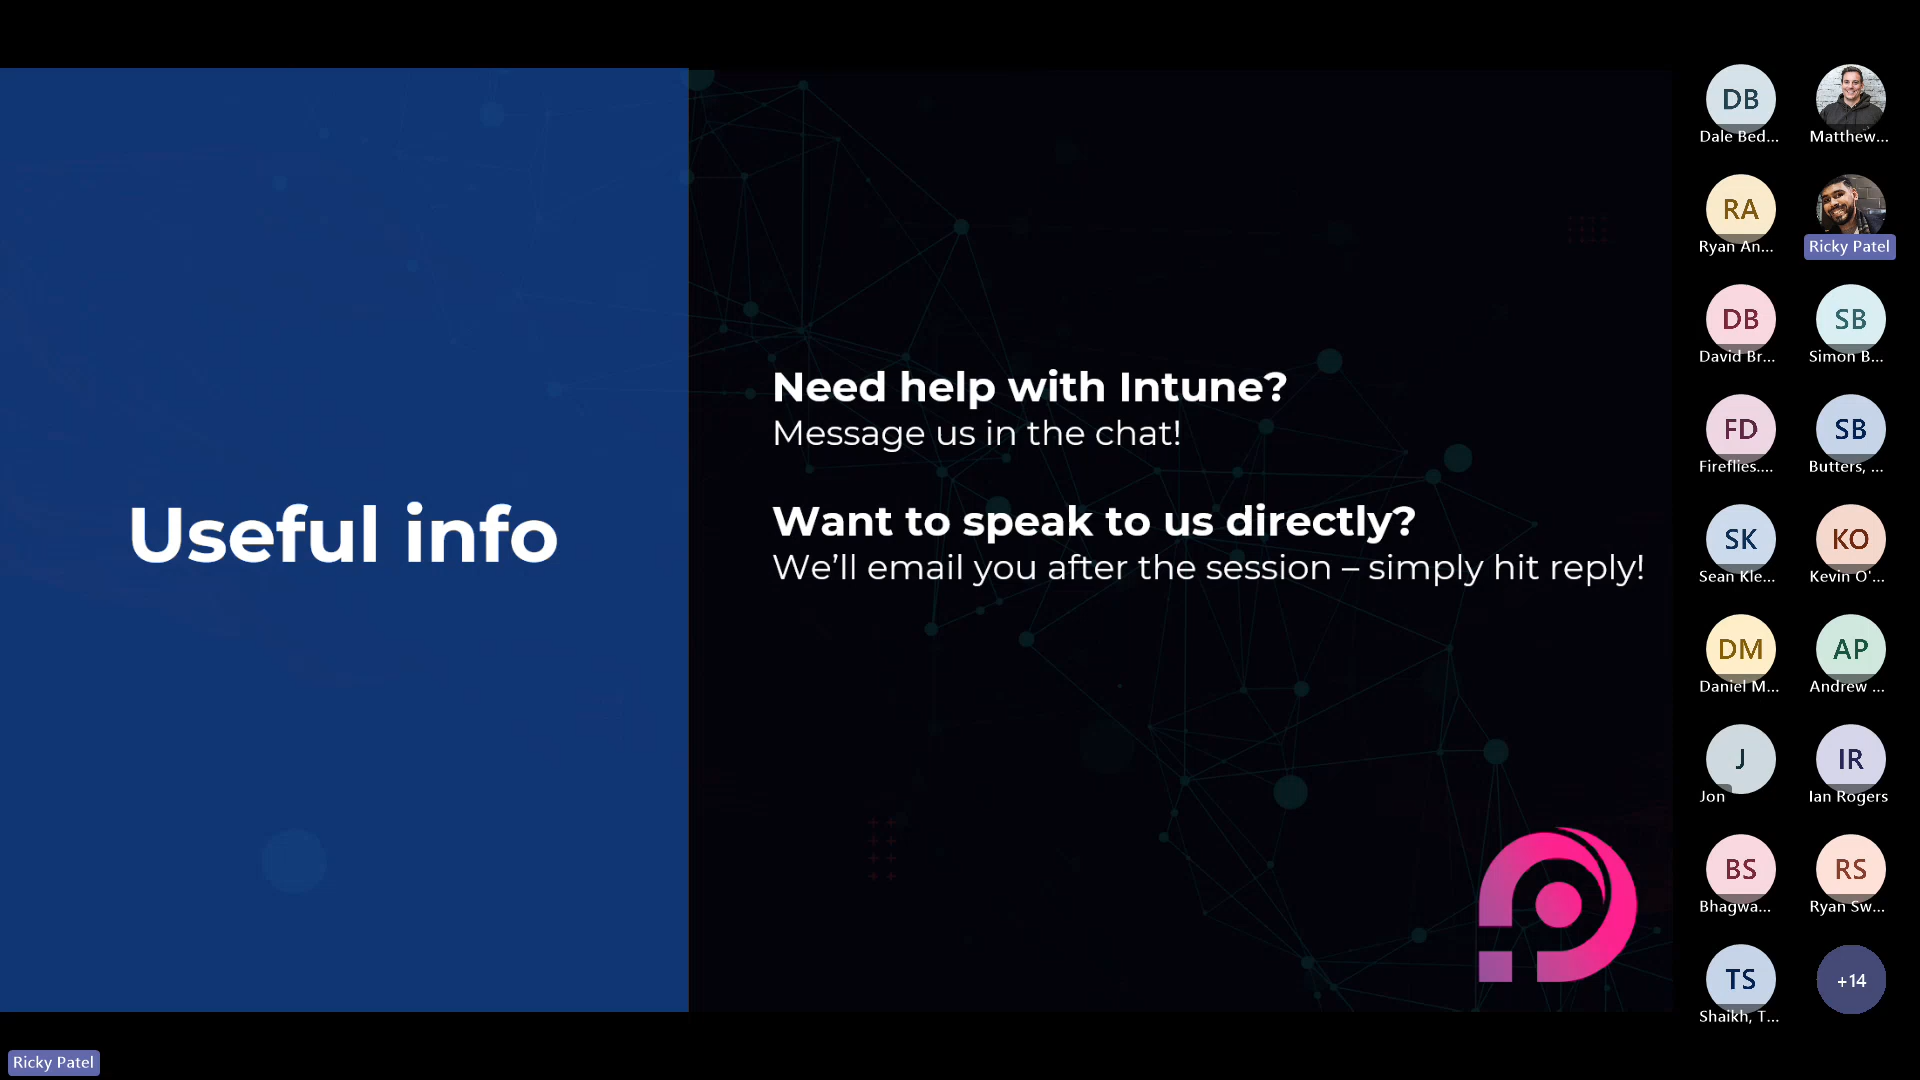 Useful info
Need help with Intune?
Message us in the chat!
Want to speak to us directly?
We’ll email you after the session – simply hit reply!
DB
Dale Bed...
Matthew...
RA
Ryan An...
Ricky Patel
DB
David Br...
SB
Simon B...
FD
Fireflies....
SB
Butters, ...
SK
Sean Kle...
KO
Kevin O'...
DM
Daniel M...
AP
Andrew ...
J
Jon
IR
Ian Rogers
BS
Bhagwa...
RS
Ryan Sw...
TS
Shaikh, T...
+14
Ricky Patel